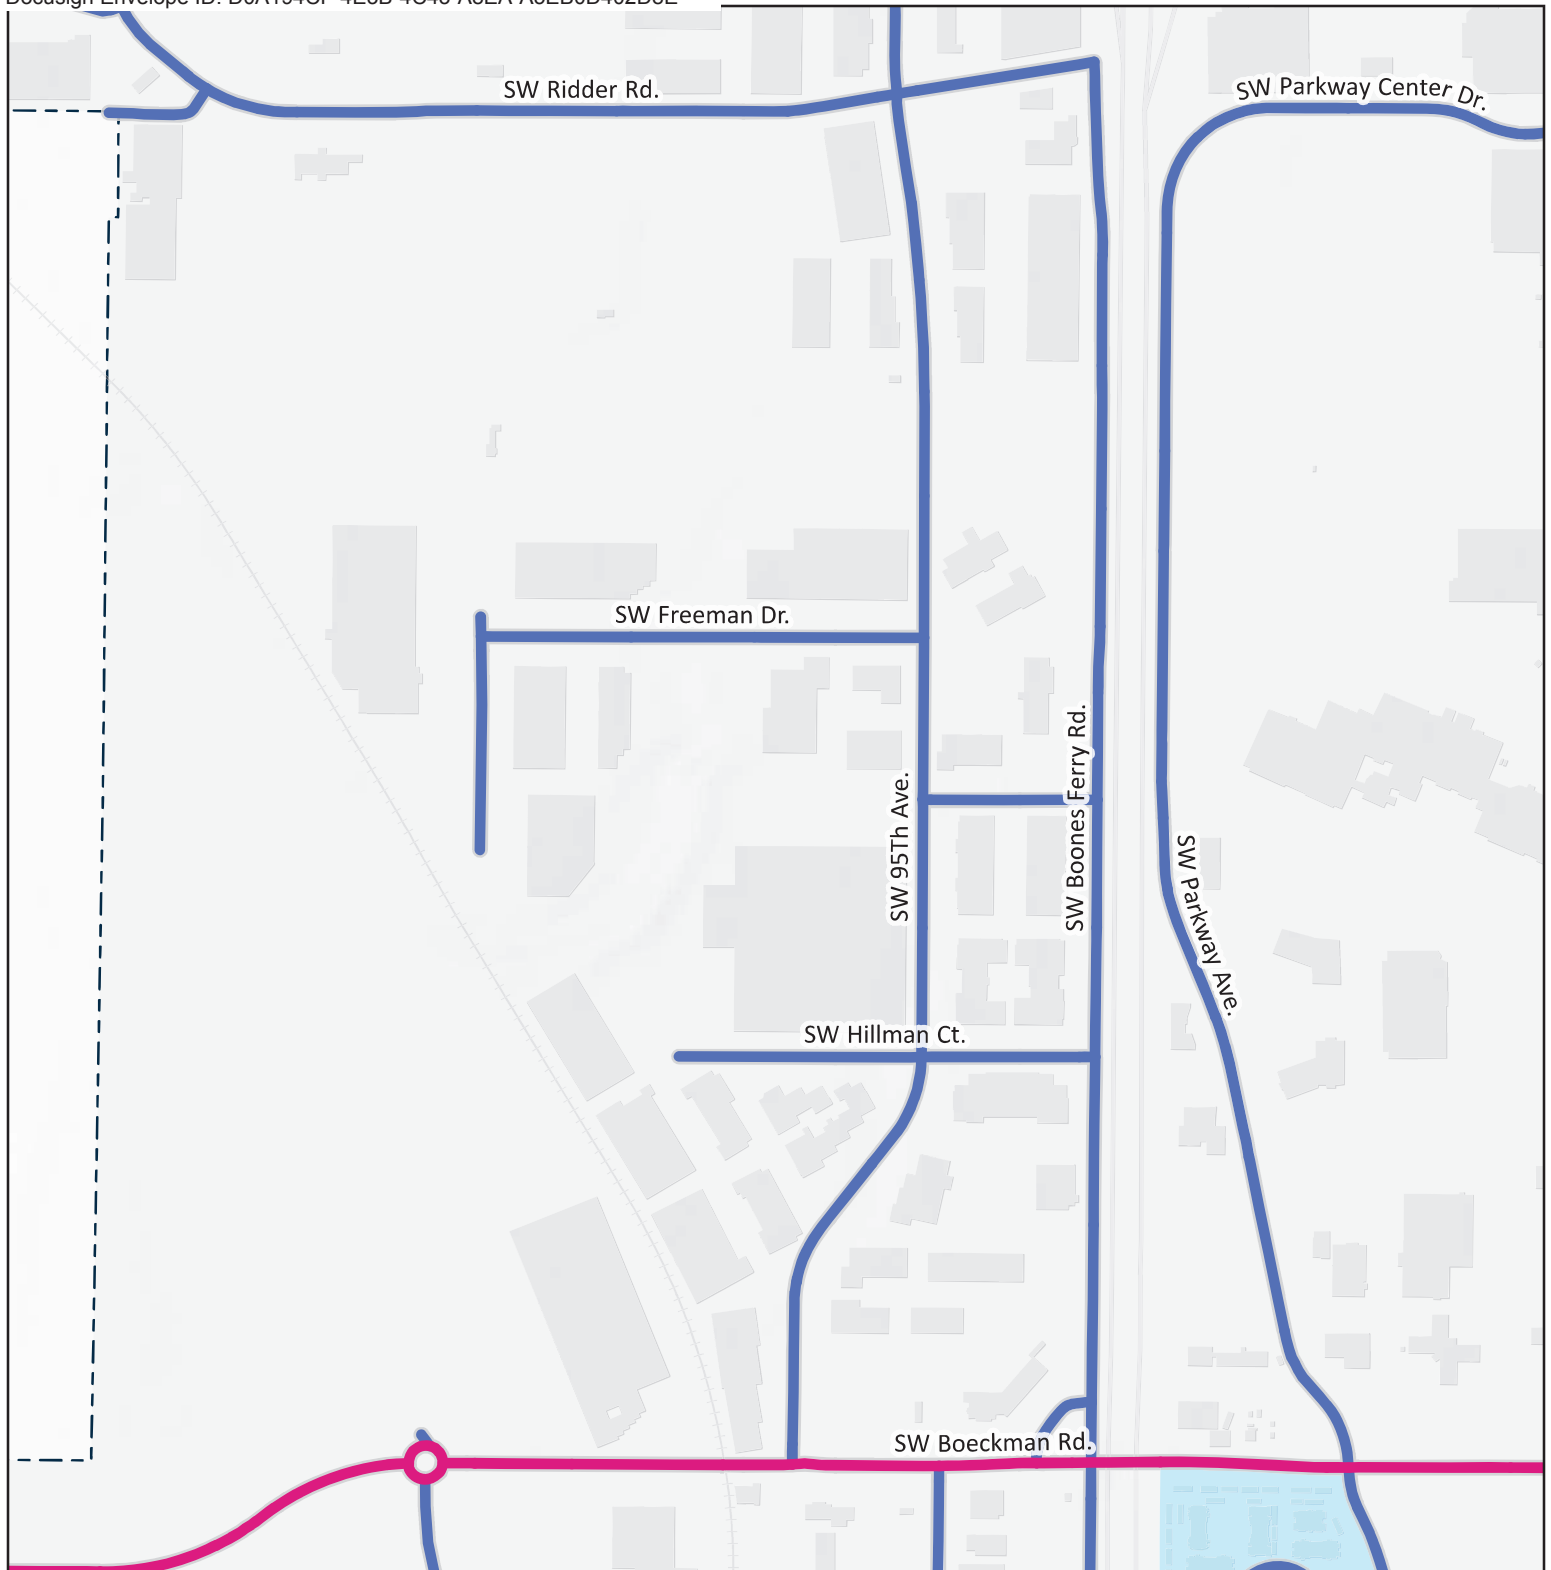 SW Ridder Rd.
SW Parkway Center Dr.
SW Freeman Dr.
SW Boones Ferry Rd.
SW 95Th Ave.
SW Parkway Ave.
SW Hillman Ct.
SW Boeckman Rd.